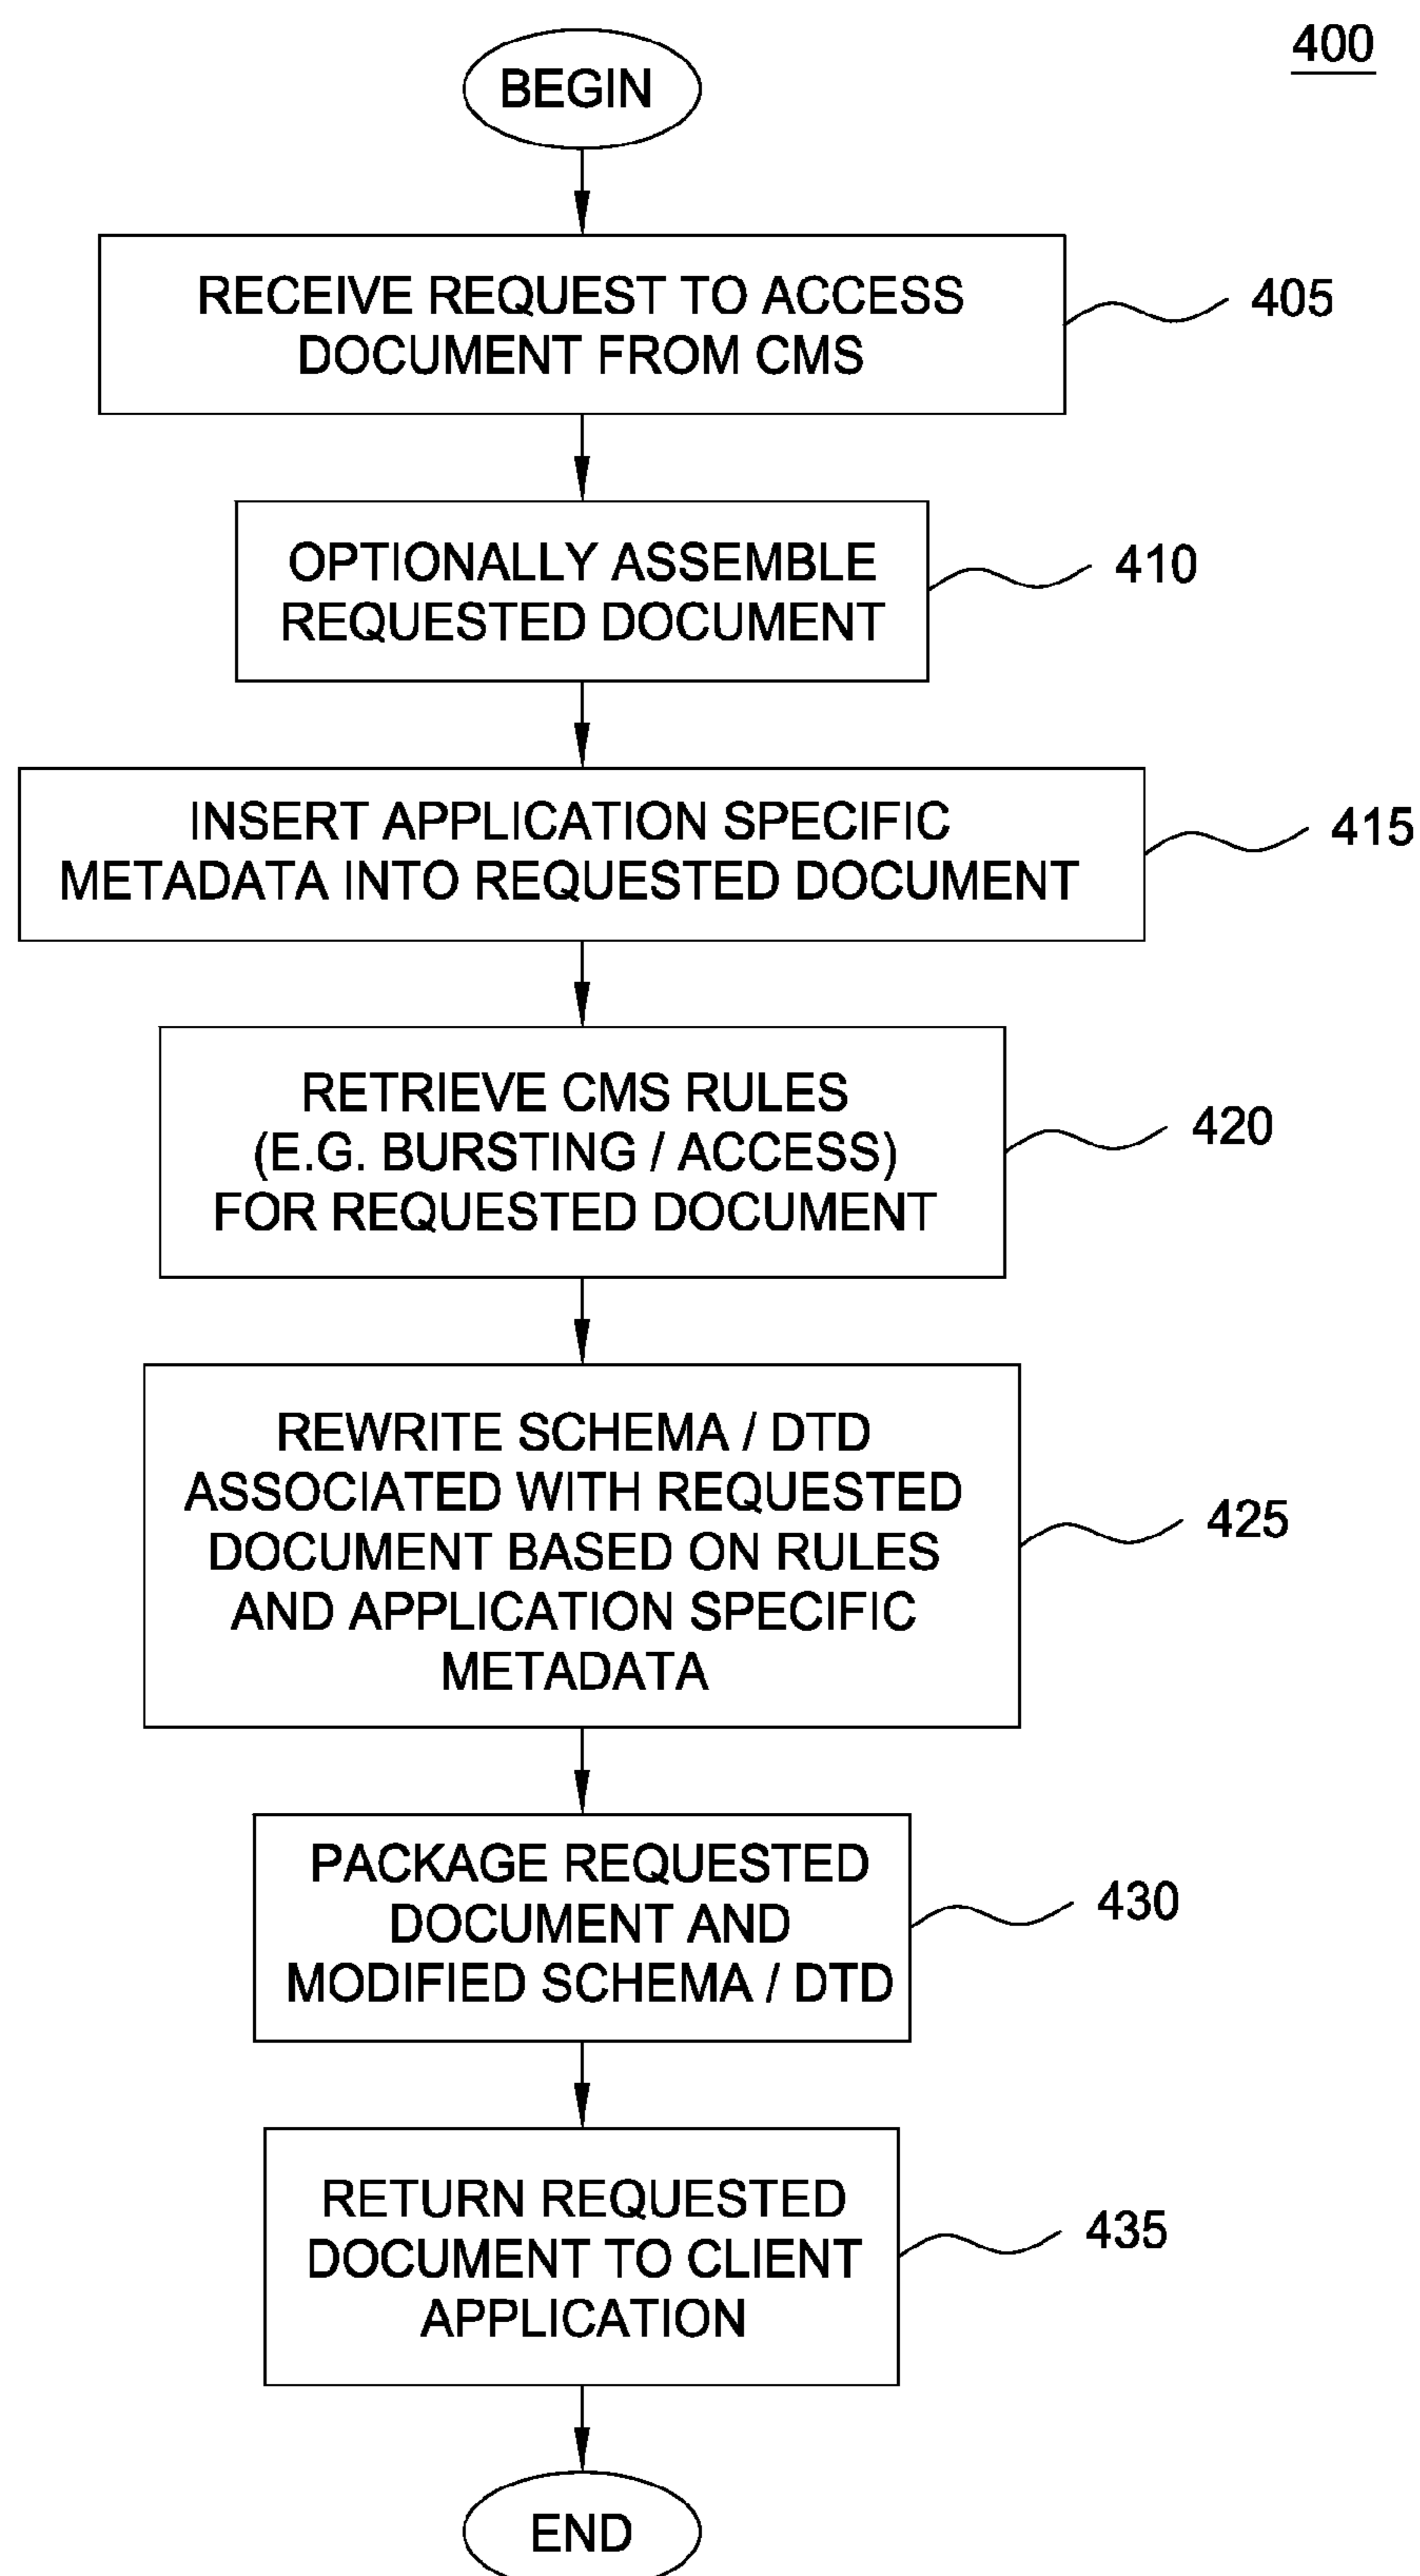 400
BEGIN
RECEIVE REQUEST TO ACCESS
DOCUMENT FROM CMS
405
OPTIONALLY ASSEMBLE
REQUESTED DOCUMENT
410
INSERT APPLICATION SPECIFIC
METADATA INTO REQUESTED DOCUMENT
415
RETRIEVE CMS RULES
(E.G. BURSTING / ACCESS)
FOR REQUESTED DOCUMENT
420
REWRITE SCHEMA / DTD
ASSOCIATED WITH REQUESTED
DOCUMENT BASED ON RULES
AND APPLICATION SPECIFIC
METADATA
425
PACKAGE REQUESTED
DOCUMENT AND
MODIFIED SCHEMA / DTD
430
RETURN REQUESTED
DOCUMENT TO CLIENT
APPLICATION
435
END